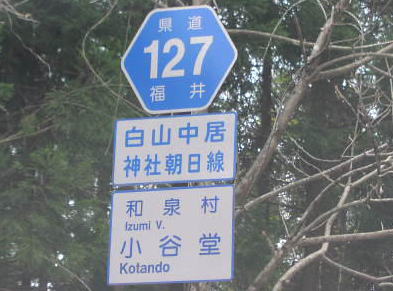 県道
127
福井
白山中居
神社朝日線
和泉村
Izumi V.
小谷堂
Kotando